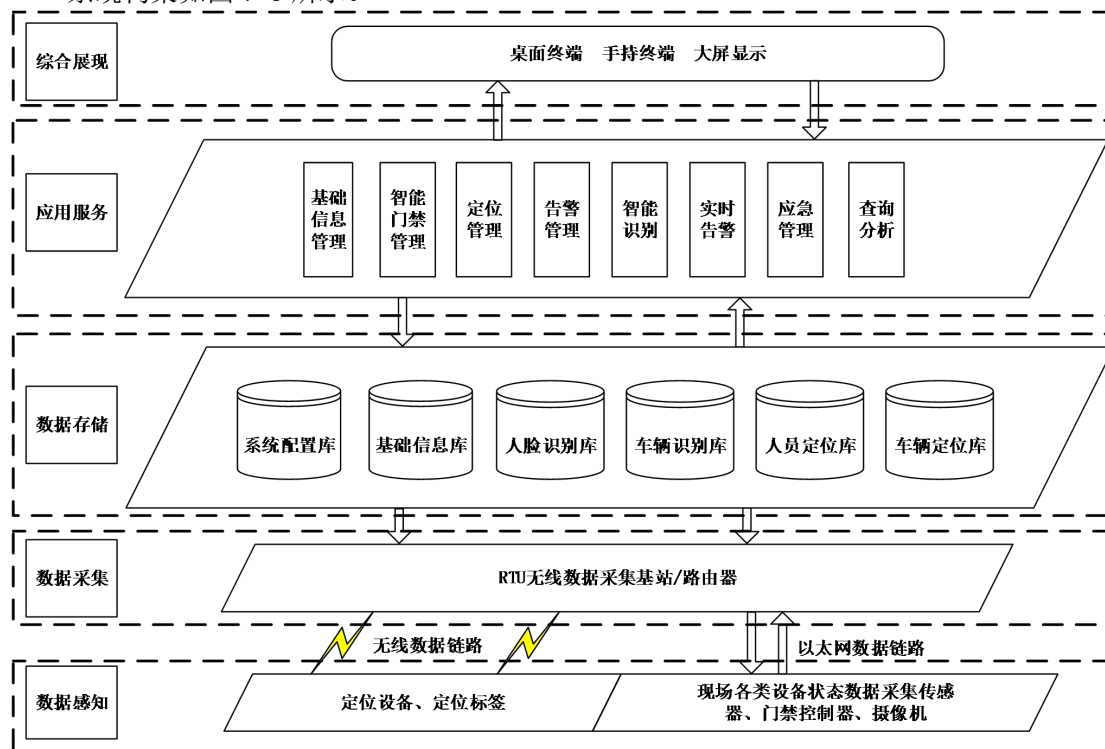 综合展现
桌面终端 手持终端 大屏显示
应用服务
基础
信息
管理
智能
门禁
管理
定位
管理
告警
管理
智能
识别
实时
告警
应急
管理
查询
分析
数据存储
系统配置库
基础信息库
人脸识别库
车辆识别库
人员定位库
车辆定位库
数据采集
RTU无线数据采集基站/路由器
无线数据链路
以太网数据链路
数据感知
定位设备、定位标签
现场各类设备状态数据采集传感
器、门禁控制器、摄像机